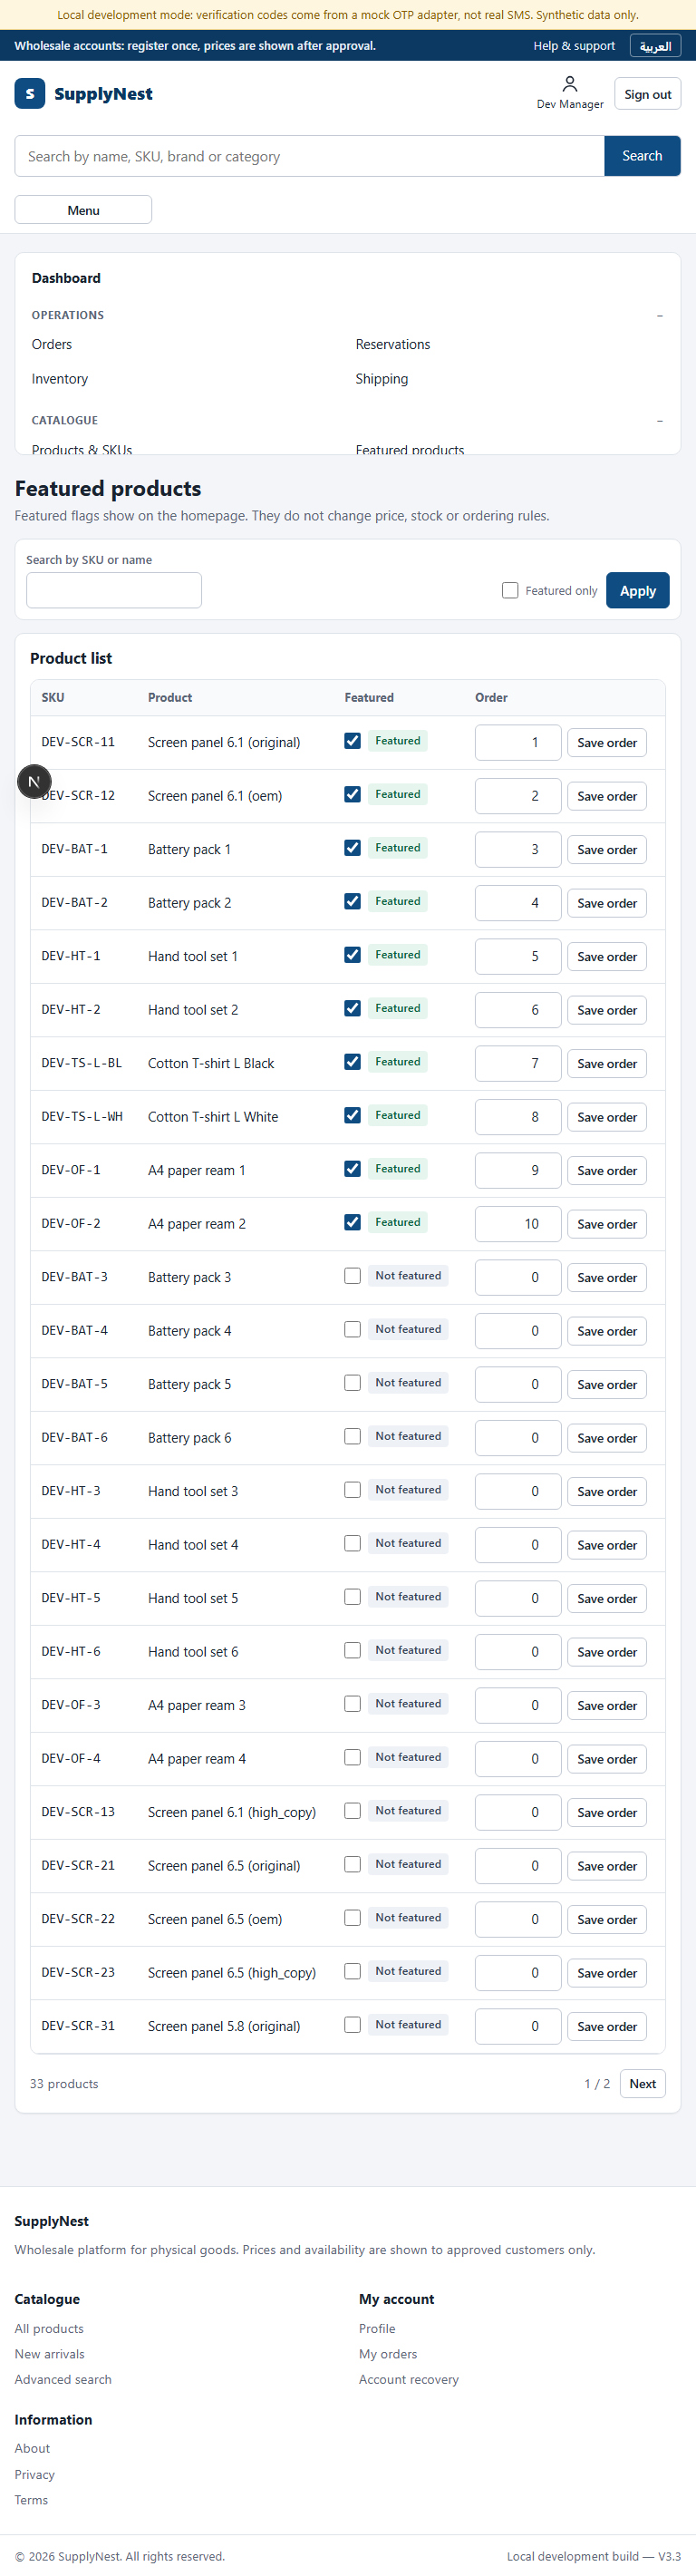 Local development mode: verification codes come from a mock OTP adapter, not real SMS. Synthetic data only.
Wholesale accounts: register once, prices are shown after approval. Help & support العربية
S SupplyNest Dev Manager Sign out
Search by name, SKU, brand or category Search
Menu
Dashboard
OPERATIONS –
Orders Reservations
Inventory Shipping
CATALOGUE –
Products & SKUs Featured products
Featured products
Featured flags show on the homepage. They do not change price, stock or ordering rules.
Search by SKU or name
Featured only Apply
Product list
SKU Product Featured Order
DEV-SCR-11 Screen panel 6.1 (original) Featured 1 Save order
N
DEV-SCR-12 Screen panel 6.1 (oem) Featured 2 Save order
DEV-BAT-1 Battery pack 1 Featured 3 Save order
DEV-BAT-2 Battery pack 2 Featured 4 Save order
DEV-HT-1 Hand tool set 1 Featured 5 Save order
DEV-HT-2 Hand tool set 2 Featured 6 Save order
DEV-TS-L-BL Cotton T-shirt L Black Featured 7 Save order
DEV-TS-L-WH Cotton T-shirt L White Featured 8 Save order
DEV-OF-1 A4 paper ream 1 Featured 9 Save order
DEV-OF-2 A4 paper ream 2 Featured 10 Save order
DEV-BAT-3 Battery pack 3 Not featured 0 Save order
DEV-BAT-4 Battery pack 4 Not featured 0 Save order
DEV-BAT-5 Battery pack 5 Not featured 0 Save order
DEV-BAT-6 Battery pack 6 Not featured 0 Save order
DEV-HT-3 Hand tool set 3 Not featured 0 Save order
DEV-HT-4 Hand tool set 4 Not featured 0 Save order
DEV-HT-5 Hand tool set 5 Not featured 0 Save order
DEV-HT-6 Hand tool set 6 Not featured 0 Save order
DEV-OF-3 A4 paper ream 3 Not featured 0 Save order
DEV-OF-4 A4 paper ream 4 Not featured 0 Save order
DEV-SCR-13 Screen panel 6.1 (high_copy) Not featured 0 Save order
DEV-SCR-21 Screen panel 6.5 (original) Not featured 0 Save order
DEV-SCR-22 Screen panel 6.5 (oem) Not featured 0 Save order
DEV-SCR-23 Screen panel 6.5 (high_copy) Not featured 0 Save order
DEV-SCR-31 Screen panel 5.8 (original) Not featured 0 Save order
33 products 1 / 2 Next
SupplyNest
Wholesale platform for physical goods. Prices and availability are shown to approved customers only.
Catalogue My account
All products Profile
New arrivals My orders
Advanced search Account recovery
Information
About
Privacy
Terms
© 2026 SupplyNest. All rights reserved. Local development build — V3.3